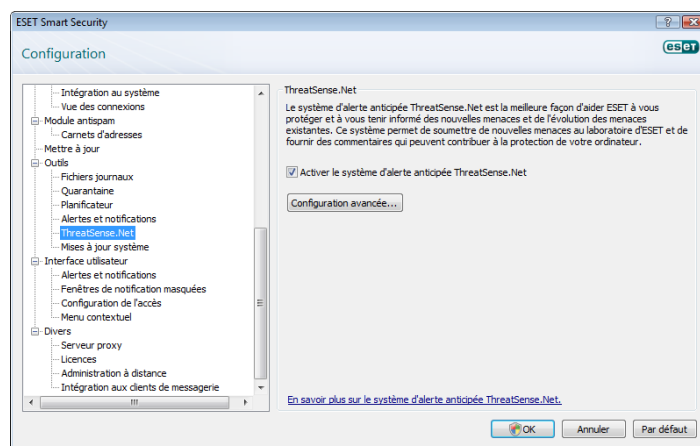 ESET Smart Security
Configuration
eseT
Intégration au système
Vue des connexions
Module antispam
Carnets d'adresses
Mettre à jour
Outils
Fichiers journaux
Quarantaine
Planificateur
Alertes et notifications
ThreatSense.Net
Mises à jour système
Interface utilisateur
Alertes et notifications
Fenêtres de notification masquées
Configuration de l'accès
Menu contextuel
Divers
Serveur proxy
Licences
Administration à distance
Intégration aux clients de messagerie
ThreatSense.Net
Le système d'alerte anticipée ThreatSense.Net est la meilleure façon d'aider ESET à vous
protéger et à vous tenir informé des nouvelles menaces et de l'évolution des menaces
existantes. Ce système permet de soumettre de nouvelles menaces au laboratoire d'ESET et de
fournir des commentaires qui peuvent contribuer à la protection de votre ordinateur.
Activer le système d'alerte anticipée ThreatSense.Net
Configuration avancée...
En savoir plus sur le système d'alerte anticipée ThreatSense.Net.
OK
Annuler
Par défaut